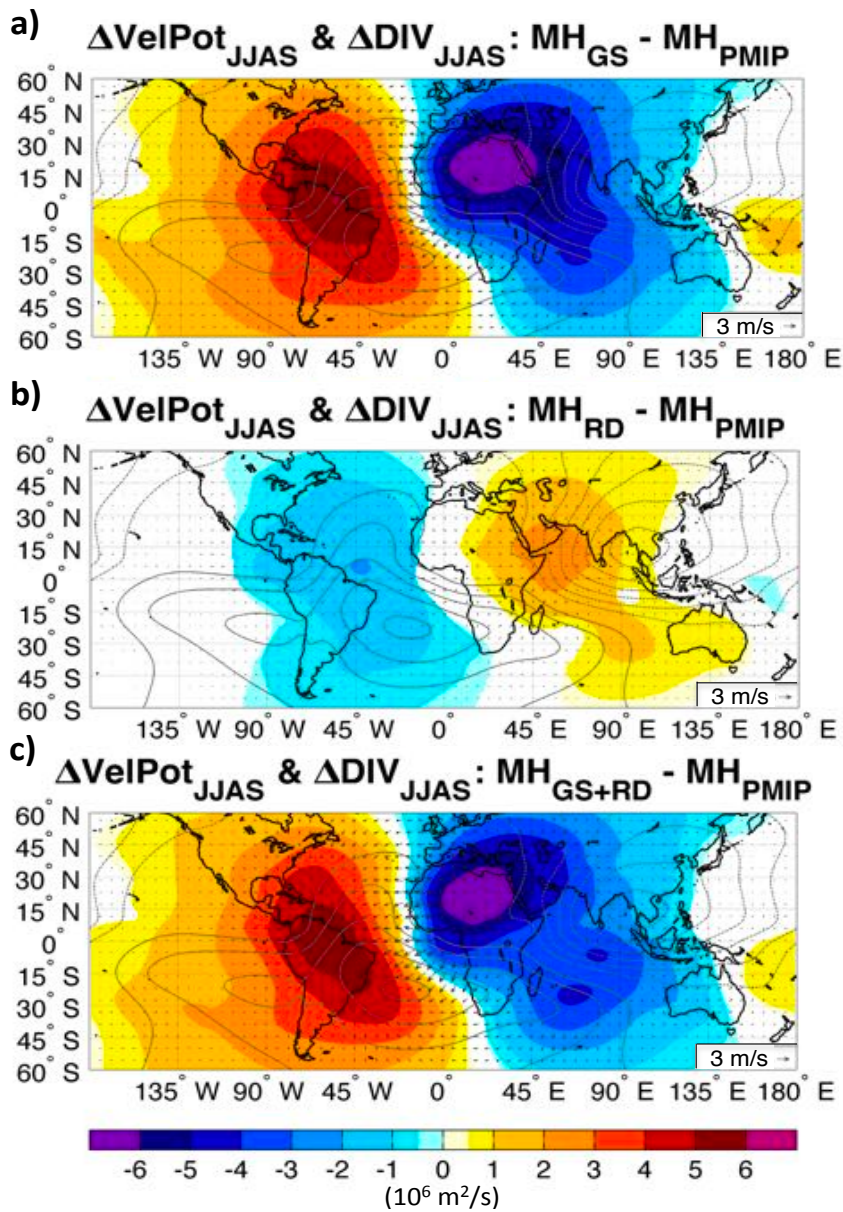 a)
ΔVelPot_JJAS & ΔDIV_JJAS : MH_GS - MH_PMIP
60° N
45° N
30° N
15° N
0°
15° S
30° S
45° S
60° S
3 m/s
135° W 90° W 45° W 0° 45° E 90° E 135° E 180° E
b)
ΔVelPot_JJAS & ΔDIV_JJAS : MH_RD - MH_PMIP
60° N
45° N
30° N
15° N
0°
15° S
30° S
45° S
60° S
3 m/s
135° W 90° W 45° W 0° 45° E 90° E 135° E 180° E
c)
ΔVelPot_JJAS & ΔDIV_JJAS : MH_GS+RD - MH_PMIP
60° N
45° N
30° N
15° N
0°
15° S
30° S
45° S
60° S
3 m/s
135° W 90° W 45° W 0° 45° E 90° E 135° E 180° E
-6 -5 -4 -3 -2 -1 0 1 2 3 4 5 6
(10⁶ m²/s)